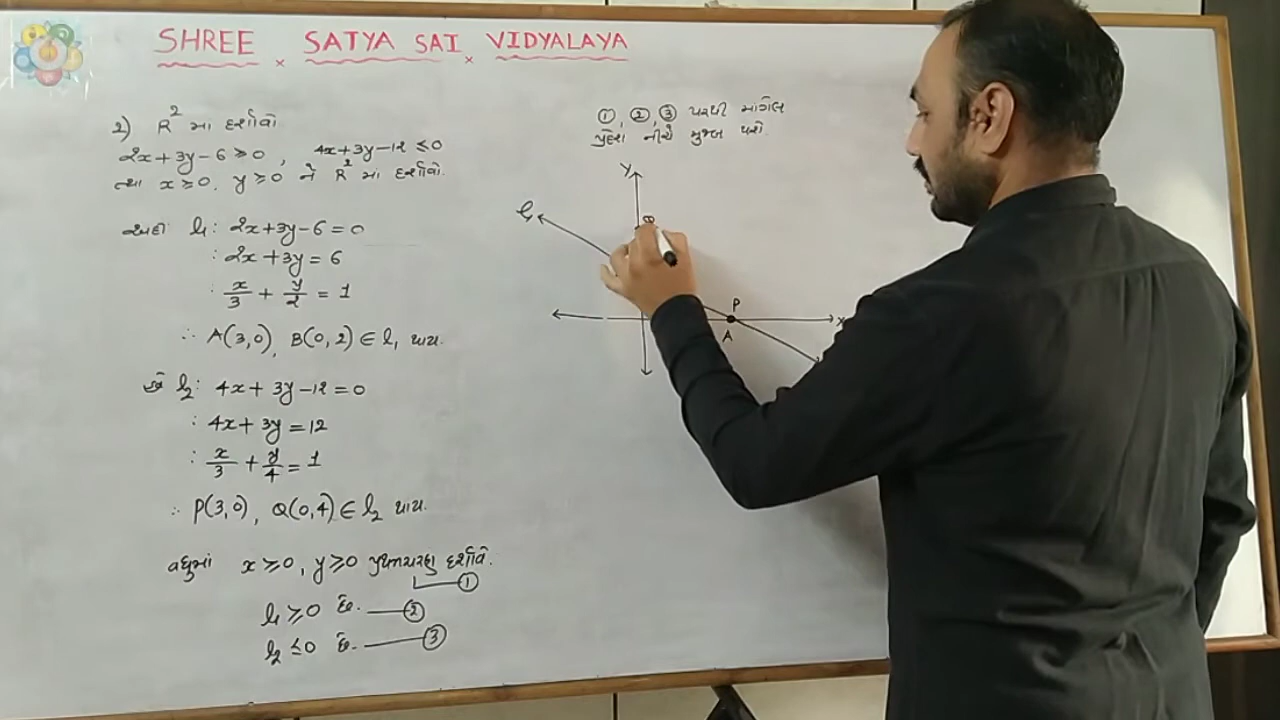 SHREE × SATYA SAI × VIDYALAYA
2) R² માં દર્શાવો
2x+3y-6 ≥ 0 , 4x+3y-12 ≤ 0
તથા x ≥ 0, y ≥ 0 ને R² માં દર્શાવો.
અહીં l₁ : 2x+3y-6 = 0
: 2x+3y = 6
: x/3 + y/2 = 1
∴ A(3,0), B(0,2) ∈ l₁ થાય.
l₂ : 4x+3y-12 = 0
: 4x+3y = 12
: x/3 + y/4 = 1
∴ P(3,0), Q(0,4) ∈ l₂ થાય.
વધુમાં x ≥ 0, y ≥ 0 પ્રથમચરણ દર્શાવે. ①
l₁ ≥ 0 છે. — ②
l₂ ≤ 0 છે. — ③
①, ②, ③ પરથી માંગેલ
પ્રદેશ નીચે મુજબ થશે.
Y
l₁
P
X
A